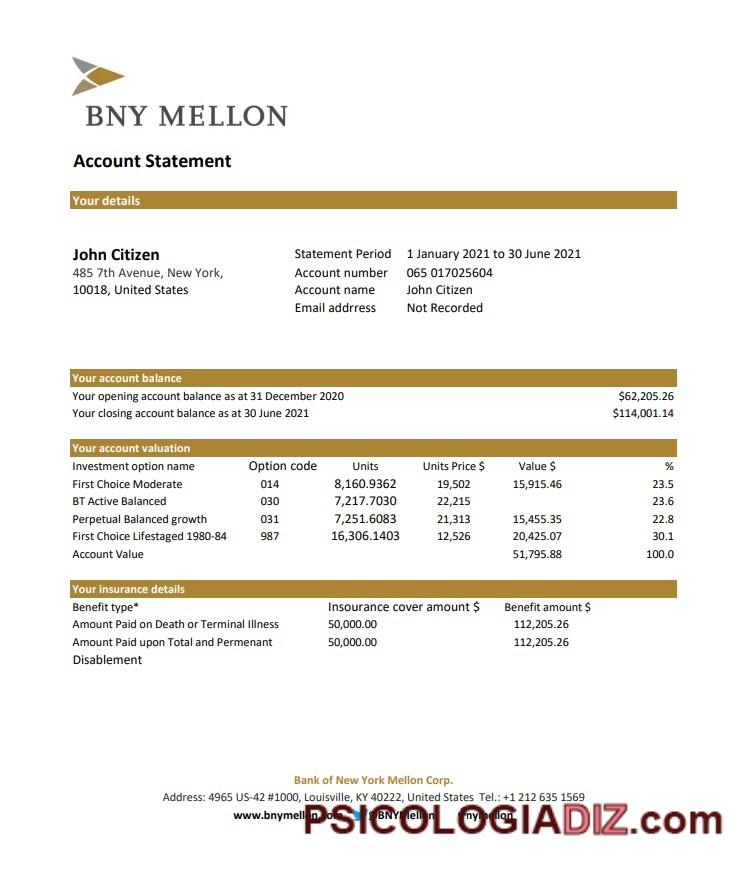 BNY MELLON
Account Statement
Your details
John Citizen
485 7th Avenue, New York,
10018, United States
Statement Period 1 January 2021 to 30 June 2021
Account number 065 017025604
Account name John Citizen
Email addrress Not Recorded
Your account balance
Your opening account balance as at 31 December 2020 $62,205.26
Your closing account balance as at 30 June 2021 $114,001.14
Your account valuation
Investment option name Option code Units Units Price $ Value $ %
First Choice Moderate 014 8,160.9362 19,502 15,915.46 23.5
BT Active Balanced 030 7,217.7030 22,215 23.6
Perpetual Balanced growth 031 7,251.6083 21,313 15,455.35 22.8
First Choice Lifestaged 1980-84 987 16,306.1403 12,526 20,425.07 30.1
Account Value 51,795.88 100.0
Your insurance details
Benefit type* Insourance cover amount $ Benefit amount $
Amount Paid on Death or Terminal Illness 50,000.00 112,205.26
Amount Paid upon Total and Permenant 50,000.00 112,205.26
Disablement
Bank of New York Mellon Corp.
Address: 4965 US-42 #1000, Louisville, KY 40222, United States Tel.: +1 212 635 1569
www.bnymellon.com @BNYMellon bnymellon
PSICOLOGIADIZ.com